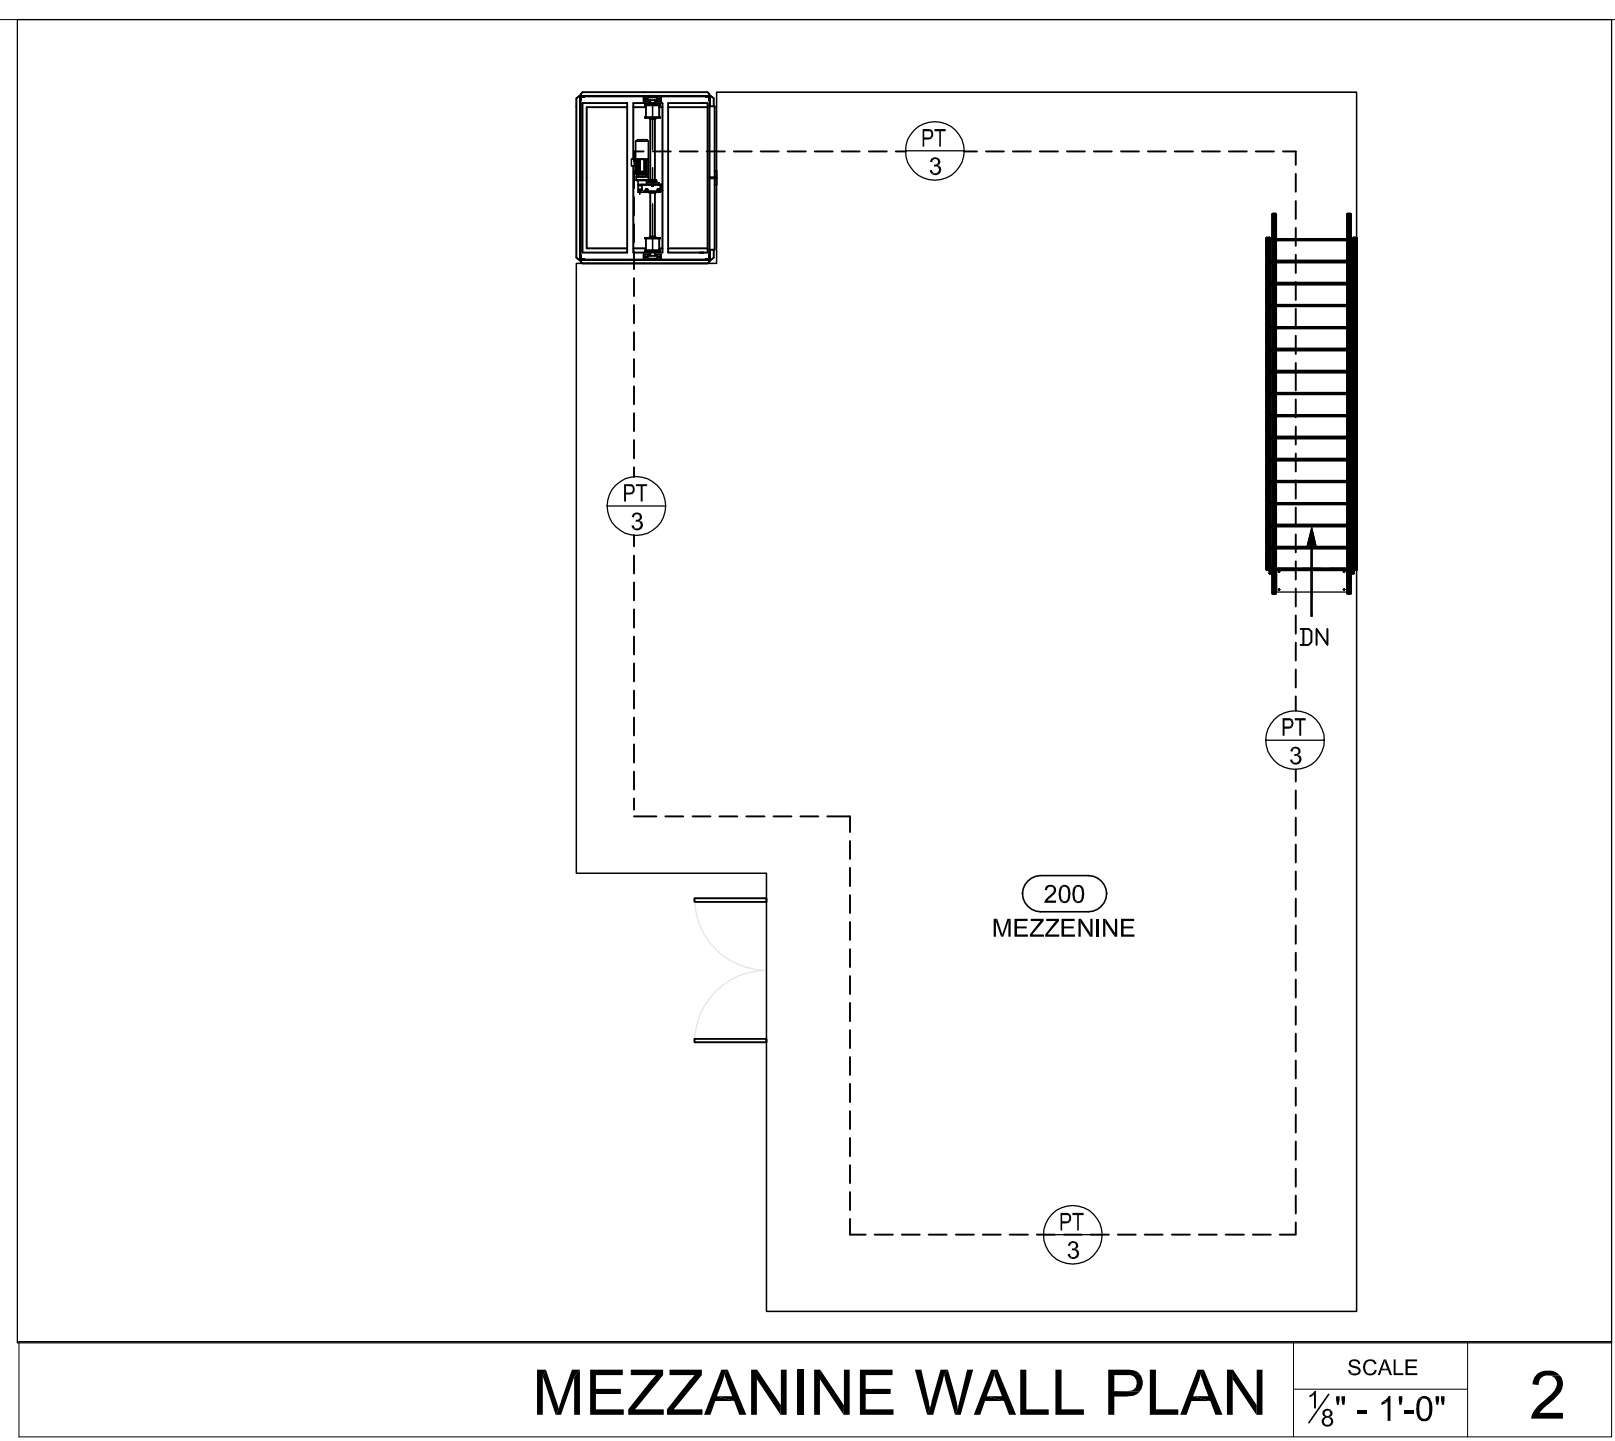 PT
3
PT
3
DN
PT
3
200
MEZZENINE
PT
3
MEZZANINE WALL PLAN
SCALE
⅛" - 1'-0"
2